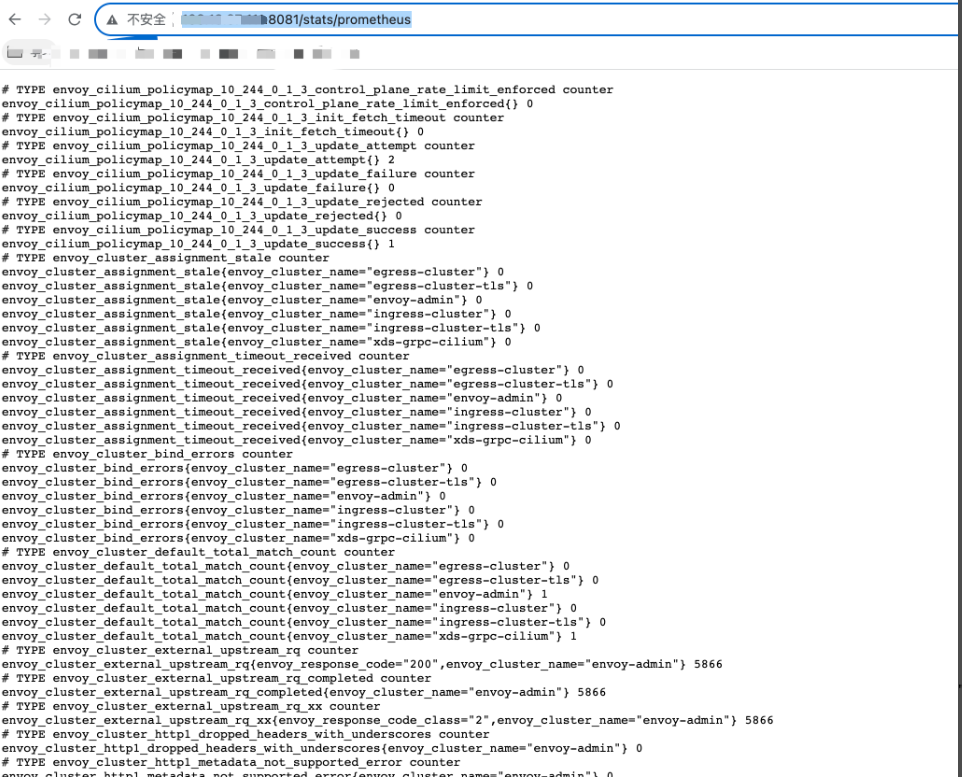 不安全
8081/stats/prometheus
# TYPE envoy_cilium_policymap_10_244_0_1_3_control_plane_rate_limit_enforced counter
envoy_cilium_policymap_10_244_0_1_3_control_plane_rate_limit_enforced{} 0
# TYPE envoy_cilium_policymap_10_244_0_1_3_init_fetch_timeout counter
envoy_cilium_policymap_10_244_0_1_3_init_fetch_timeout{} 0
# TYPE envoy_cilium_policymap_10_244_0_1_3_update_attempt counter
envoy_cilium_policymap_10_244_0_1_3_update_attempt{} 2
# TYPE envoy_cilium_policymap_10_244_0_1_3_update_failure counter
envoy_cilium_policymap_10_244_0_1_3_update_failure{} 0
# TYPE envoy_cilium_policymap_10_244_0_1_3_update_rejected counter
envoy_cilium_policymap_10_244_0_1_3_update_rejected{} 0
# TYPE envoy_cilium_policymap_10_244_0_1_3_update_success counter
envoy_cilium_policymap_10_244_0_1_3_update_success{} 1
# TYPE envoy_cluster_assignment_stale counter
envoy_cluster_assignment_stale{envoy_cluster_name="egress-cluster"} 0
envoy_cluster_assignment_stale{envoy_cluster_name="egress-cluster-tls"} 0
envoy_cluster_assignment_stale{envoy_cluster_name="envoy-admin"} 0
envoy_cluster_assignment_stale{envoy_cluster_name="ingress-cluster"} 0
envoy_cluster_assignment_stale{envoy_cluster_name="ingress-cluster-tls"} 0
envoy_cluster_assignment_stale{envoy_cluster_name="xds-grpc-cilium"} 0
# TYPE envoy_cluster_assignment_timeout_received counter
envoy_cluster_assignment_timeout_received{envoy_cluster_name="egress-cluster"} 0
envoy_cluster_assignment_timeout_received{envoy_cluster_name="egress-cluster-tls"} 0
envoy_cluster_assignment_timeout_received{envoy_cluster_name="envoy-admin"} 0
envoy_cluster_assignment_timeout_received{envoy_cluster_name="ingress-cluster"} 0
envoy_cluster_assignment_timeout_received{envoy_cluster_name="ingress-cluster-tls"} 0
envoy_cluster_assignment_timeout_received{envoy_cluster_name="xds-grpc-cilium"} 0
# TYPE envoy_cluster_bind_errors counter
envoy_cluster_bind_errors{envoy_cluster_name="egress-cluster"} 0
envoy_cluster_bind_errors{envoy_cluster_name="egress-cluster-tls"} 0
envoy_cluster_bind_errors{envoy_cluster_name="envoy-admin"} 0
envoy_cluster_bind_errors{envoy_cluster_name="ingress-cluster"} 0
envoy_cluster_bind_errors{envoy_cluster_name="ingress-cluster-tls"} 0
envoy_cluster_bind_errors{envoy_cluster_name="xds-grpc-cilium"} 0
# TYPE envoy_cluster_default_total_match_count counter
envoy_cluster_default_total_match_count{envoy_cluster_name="egress-cluster"} 0
envoy_cluster_default_total_match_count{envoy_cluster_name="egress-cluster-tls"} 0
envoy_cluster_default_total_match_count{envoy_cluster_name="envoy-admin"} 1
envoy_cluster_default_total_match_count{envoy_cluster_name="ingress-cluster"} 0
envoy_cluster_default_total_match_count{envoy_cluster_name="ingress-cluster-tls"} 0
envoy_cluster_default_total_match_count{envoy_cluster_name="xds-grpc-cilium"} 1
# TYPE envoy_cluster_external_upstream_rq counter
envoy_cluster_external_upstream_rq{envoy_response_code="200",envoy_cluster_name="envoy-admin"} 5866
# TYPE envoy_cluster_external_upstream_rq_completed counter
envoy_cluster_external_upstream_rq_completed{envoy_cluster_name="envoy-admin"} 5866
# TYPE envoy_cluster_external_upstream_rq_xx counter
envoy_cluster_external_upstream_rq_xx{envoy_response_code_class="2",envoy_cluster_name="envoy-admin"} 5866
# TYPE envoy_cluster_http1_dropped_headers_with_underscores counter
envoy_cluster_http1_dropped_headers_with_underscores{envoy_cluster_name="envoy-admin"} 0
# TYPE envoy_cluster_http1_metadata_not_supported_error counter
envoy_cluster_http1_metadata_not_supported_error{envoy_cluster_name="envoy-admin"} 0